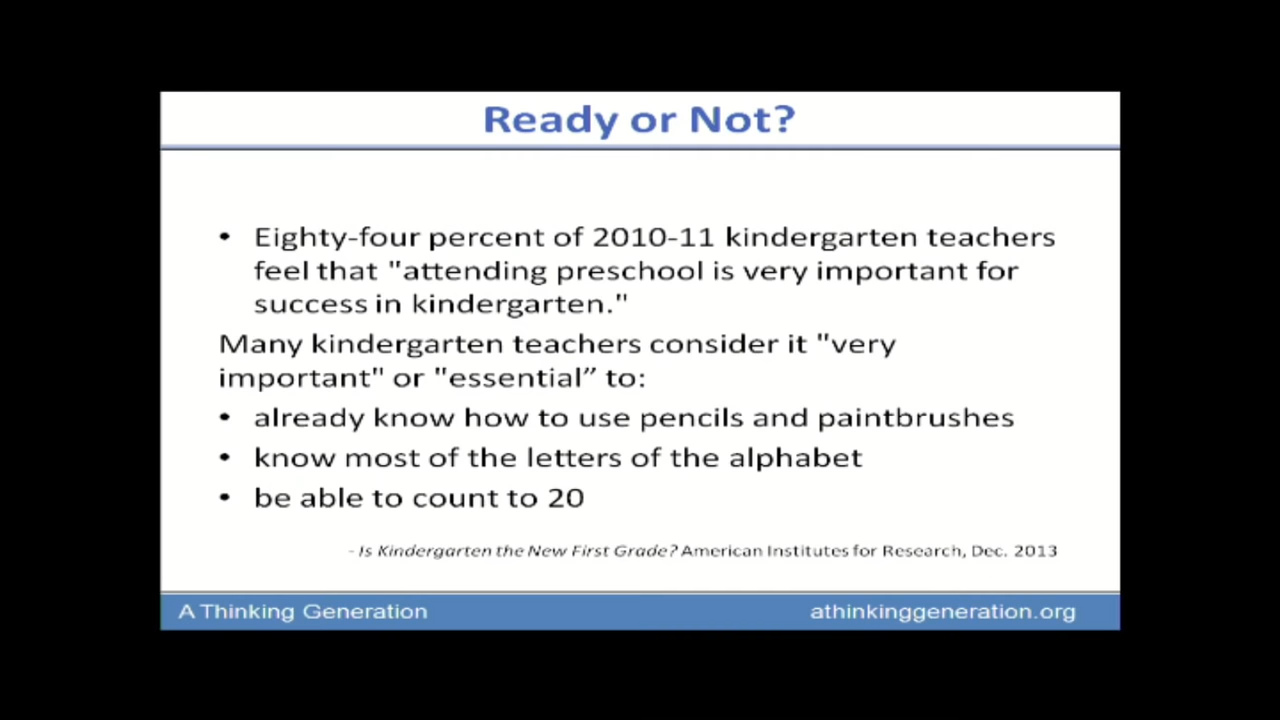 Ready or Not?
• Eighty-four percent of 2010-11 kindergarten teachers
feel that "attending preschool is very important for
success in kindergarten."
Many kindergarten teachers consider it "very
important" or "essential” to:
• already know how to use pencils and paintbrushes
• know most of the letters of the alphabet
• be able to count to 20
- Is Kindergarten the New First Grade? American Institutes for Research, Dec. 2013
A Thinking Generation
athinkinggeneration.org